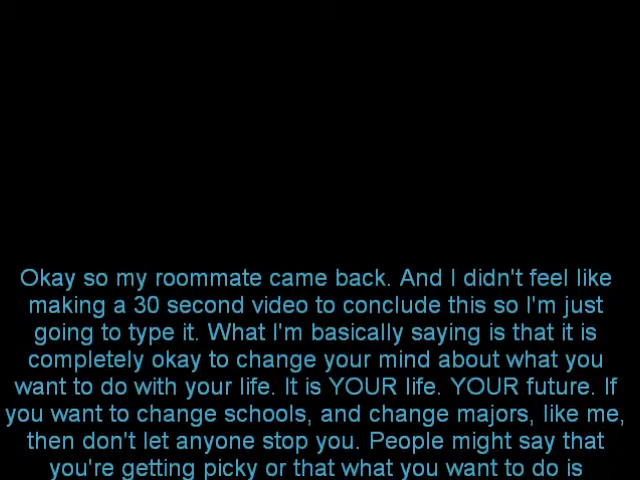 Okay so my roommate came back. And I didn't feel like
making a 30 second video to conclude this so I'm just
going to type it. What I'm basically saying is that it is
completely okay to change your mind about what you
want to do with your life. It is YOUR life. YOUR future. If
you want to change schools, and change majors, like me,
then don't let anyone stop you. People might say that
you're getting picky or that what you want to do is